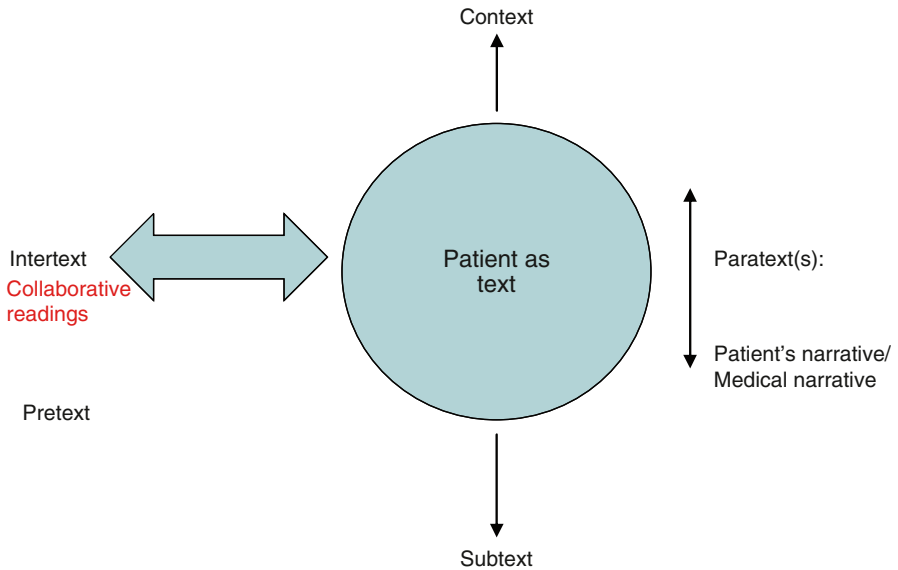 Context
Patient as
text
Intertext
Collaborative
readings
Pretext
Paratext(s):
Patient’s narrative/
Medical narrative
Subtext